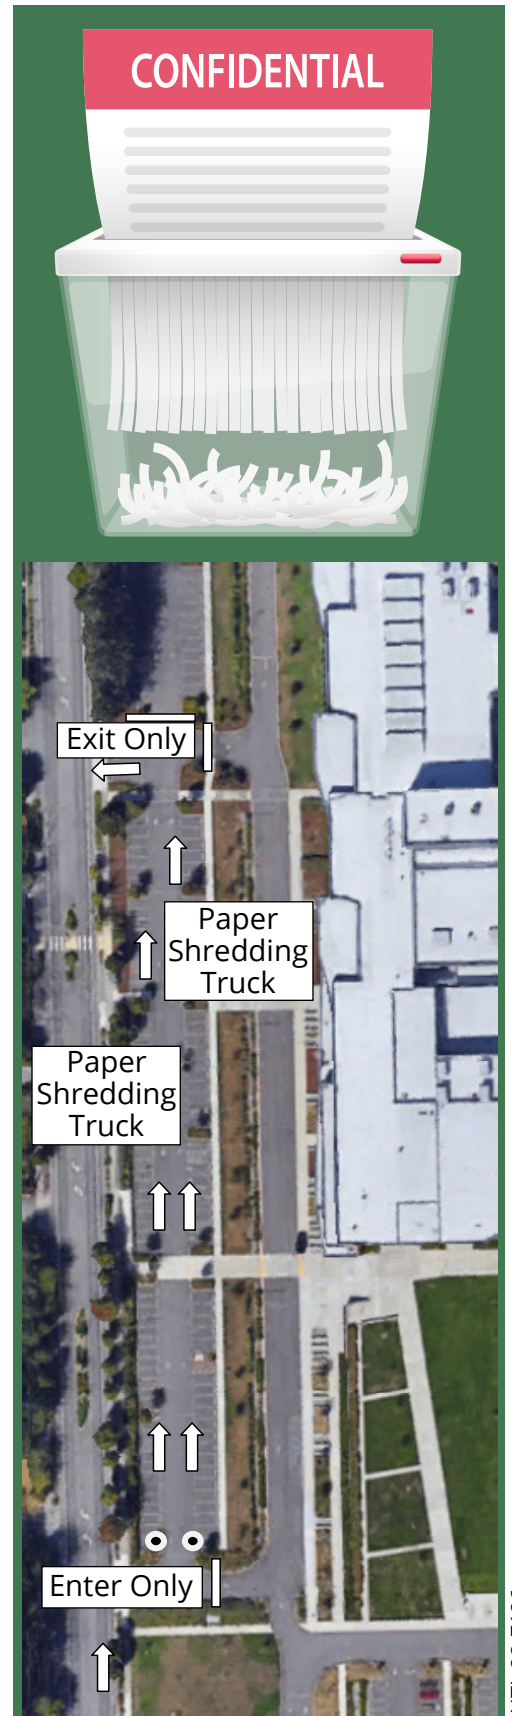 CONFIDENTIAL
Exit Only
Paper
Shredding
Truck
Paper
Shredding
Truck
Enter Only